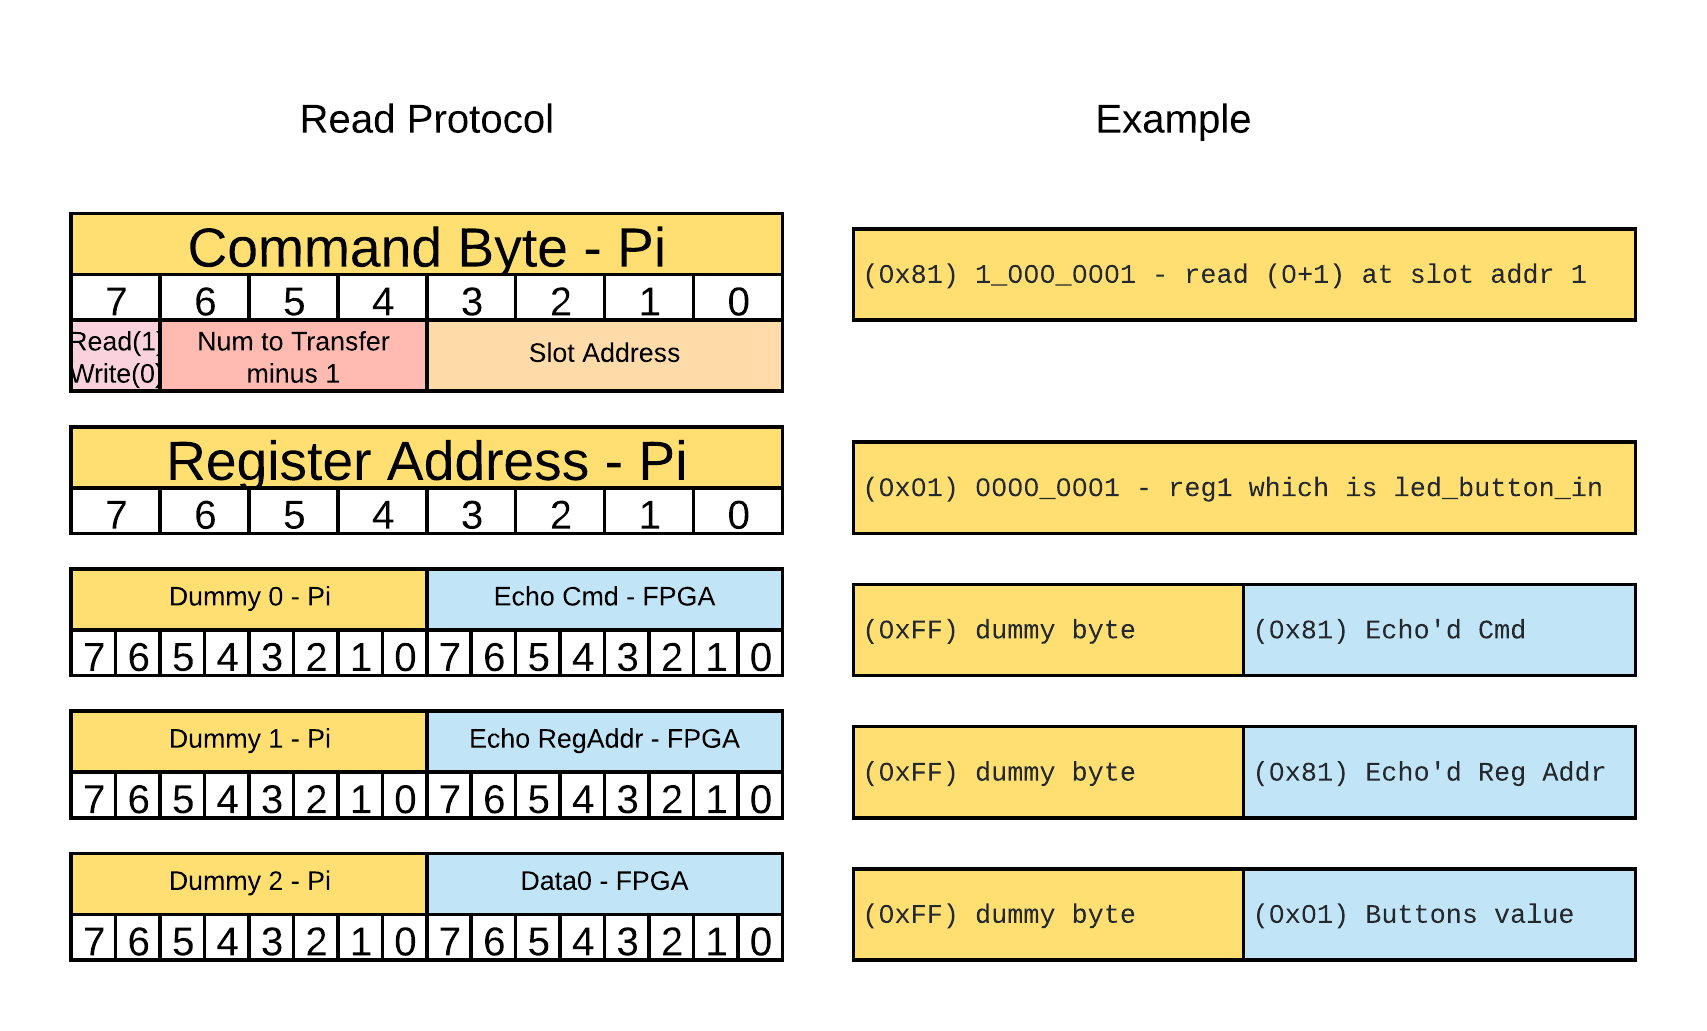 Read Protocol
Example
Command Byte - Pi
7 6 5 4 3 2 1 0
Read(1)
Write(0)
Num to Transfer
minus 1
Slot Address
(0x81) 1_000_0001 - read (0+1) at slot addr 1
Register Address - Pi
7 6 5 4 3 2 1 0
(0x01) 0000_0001 - reg1 which is led_button_in
Dummy 0 - Pi
Echo Cmd - FPGA
7 6 5 4 3 2 1 0 7 6 5 4 3 2 1 0
(0xFF) dummy byte
(0x81) Echo'd Cmd
Dummy 1 - Pi
Echo RegAddr - FPGA
7 6 5 4 3 2 1 0 7 6 5 4 3 2 1 0
(0xFF) dummy byte
(0x81) Echo'd Reg Addr
Dummy 2 - Pi
Data0 - FPGA
7 6 5 4 3 2 1 0 7 6 5 4 3 2 1 0
(0xFF) dummy byte
(0x01) Buttons value